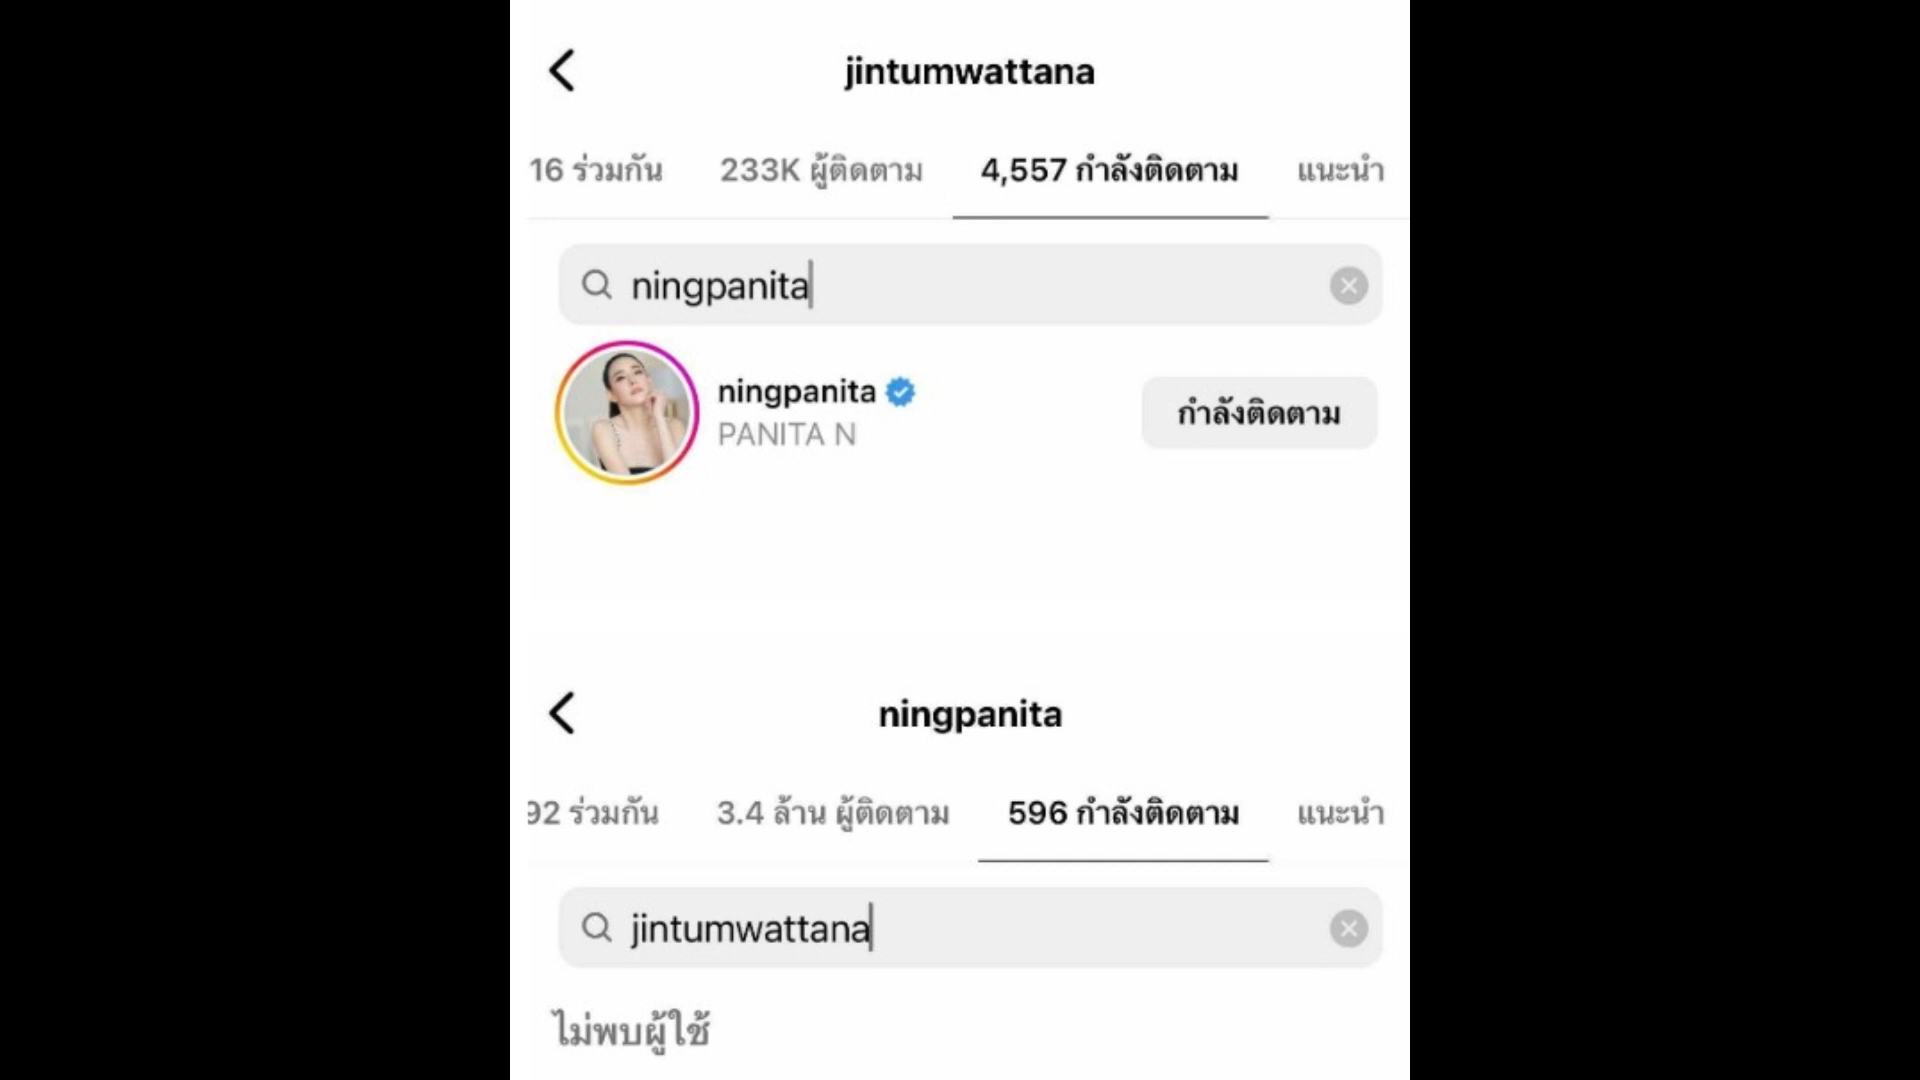 jintumwattana
16 ร่วมกัน 233K ผู้ติดตาม 4,557 กำลังติดตาม แนะนำ
ningpanita
ningpanita
PANITA N
กำลังติดตาม
ningpanita
92 ร่วมกัน 3.4 ล้าน ผู้ติดตาม 596 กำลังติดตาม แนะนำ
jintumwattana
ไม่พบผู้ใช้